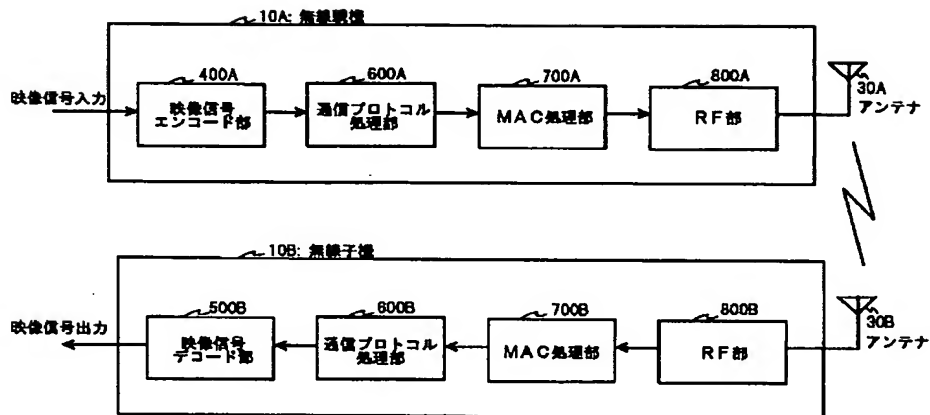 10A: 無線親機
400A
600A
700A
800A
映像信号入力
映像信号
エンコード部
通信プロトコル
処理部
MAC処理部
RF部
30A
アンテナ
10B: 無線子機
500B
600B
700B
800B
映像信号出力
映像信号
デコード部
通信プロトコル
処理部
MAC処理部
RF部
30B
アンテナ